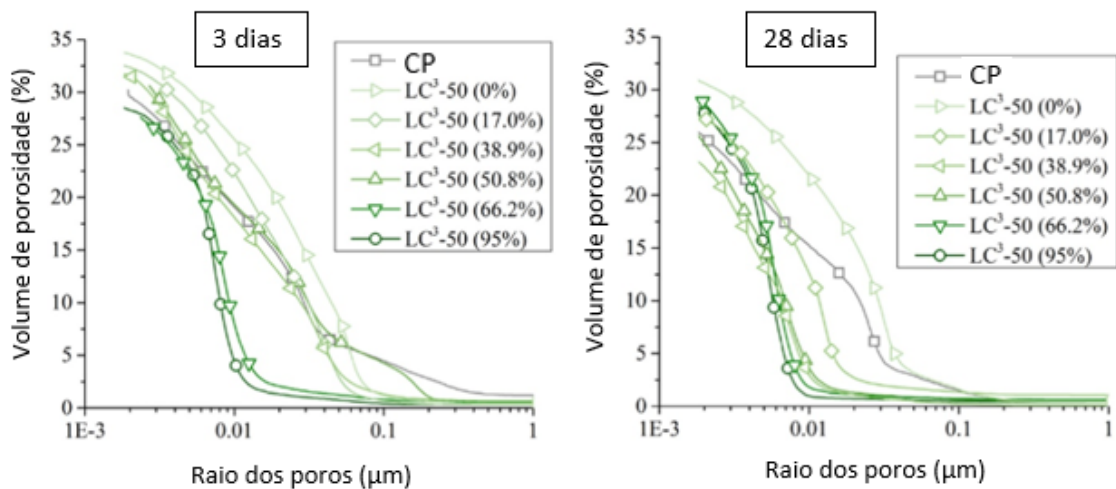 3 dias
Volume de porosidade (%)
35
30
25
20
15
10
5
0
CP
LC³-50 (0%)
LC³-50 (17.0%)
LC³-50 (38.9%)
LC³-50 (50.8%)
LC³-50 (66.2%)
LC³-50 (95%)
1E-3
0.01
0.1
1
Raio dos poros (µm)
28 dias
Volume de porosidade (%)
35
30
25
20
15
10
5
0
CP
LC³-50 (0%)
LC³-50 (17.0%)
LC³-50 (38.9%)
LC³-50 (50.8%)
LC³-50 (66.2%)
LC³-50 (95%)
1E-3
0.01
0.1
1
Raio dos poros (µm)